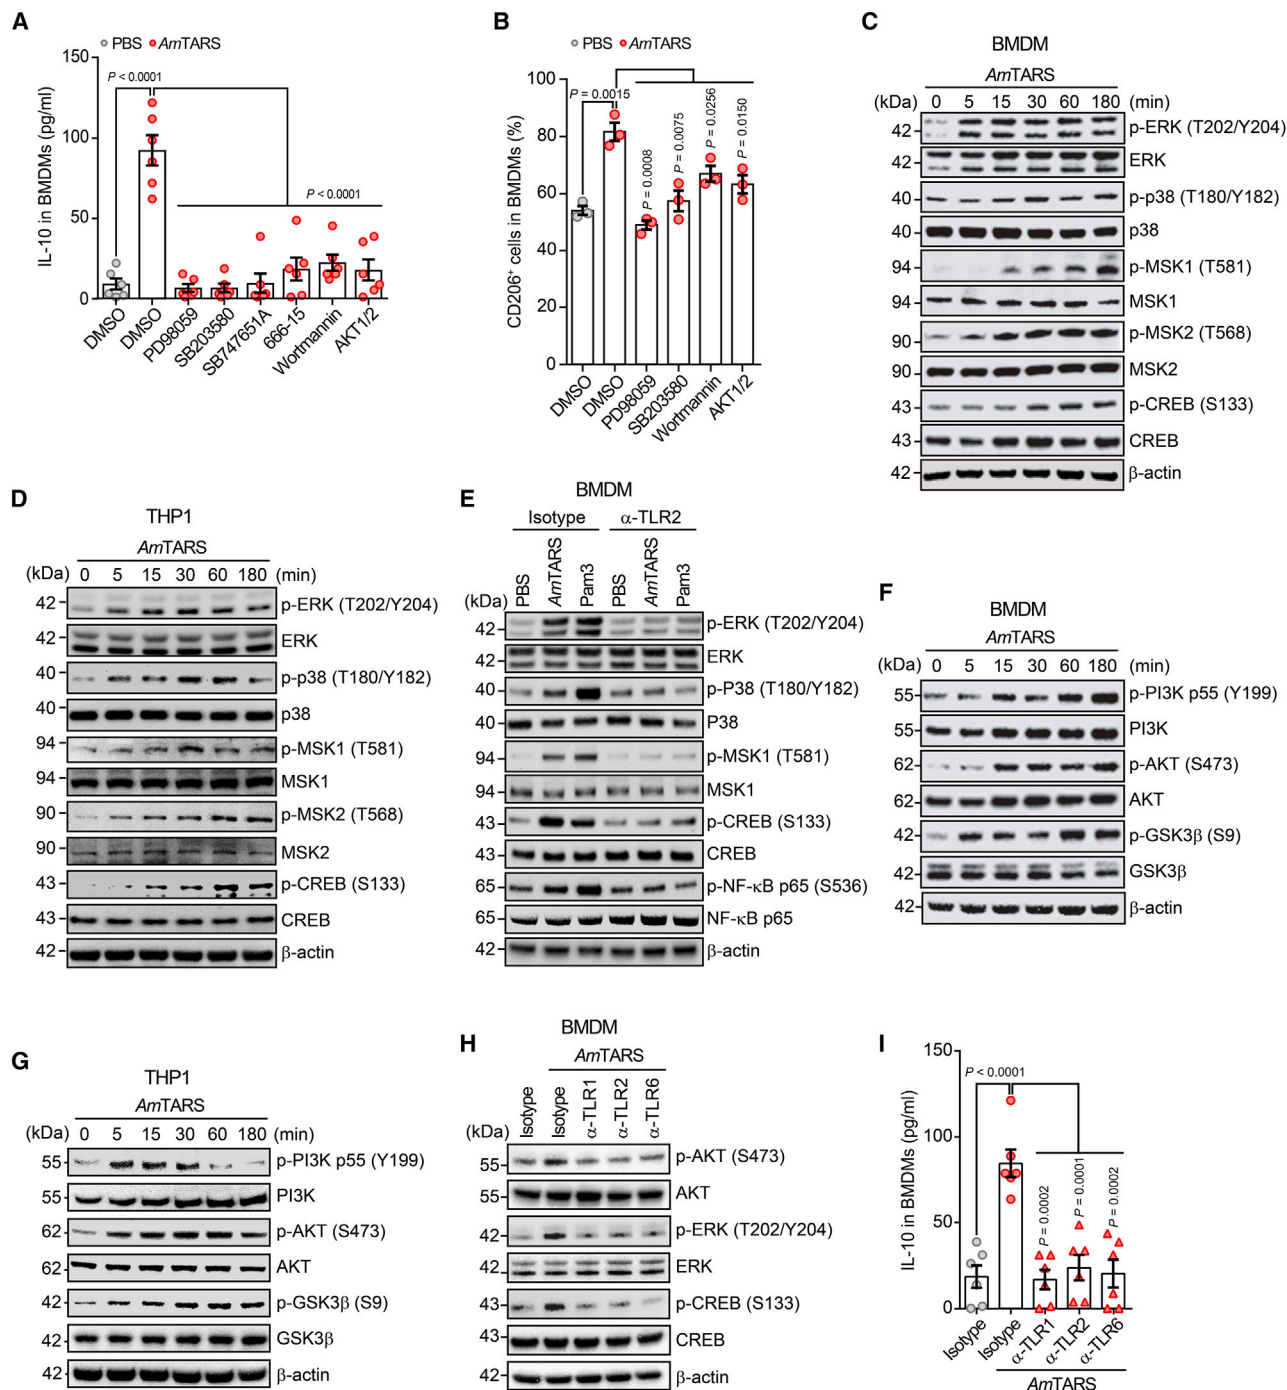 A
PBS AmTARS
150
100
50
0
IL-10 in BMDMs (pg/ml)
P < 0.0001
P < 0.0001
DMSO
DMSO
PD98059
SB203580
SB747651A
666-15
Wortmannin
AKT1/2
B
PBS AmTARS
100
80
60
40
20
0
CD206+ cells in BMDMs (%)
P = 0.0015
P = 0.0008
P = 0.0075
P = 0.0256
P = 0.0150
DMSO
DMSO
PD98059
SB203580
Wortmannin
AKT1/2
C
BMDM
AmTARS
(kDa) 0 5 15 30 60 180 (min)
42 p-ERK (T202/Y204)
42 ERK
40 p-p38 (T180/Y182)
40 p38
94 p-MSK1 (T581)
94 MSK1
90 p-MSK2 (T568)
90 MSK2
43 p-CREB (S133)
43 CREB
42 β-actin
D
THP1
AmTARS
(kDa) 0 5 15 30 60 180 (min)
42 p-ERK (T202/Y204)
42 ERK
40 p-p38 (T180/Y182)
40 p38
94 p-MSK1 (T581)
94 MSK1
90 p-MSK2 (T568)
90 MSK2
43 p-CREB (S133)
43 CREB
42 β-actin
E
BMDM
Isotype α-TLR2
(kDa) PBS AmTARS Pam3 PBS AmTARS Pam3
42 p-ERK (T202/Y204)
42 ERK
40 p-P38 (T180/Y182)
40 P38
94 p-MSK1 (T581)
94 MSK1
43 p-CREB (S133)
43 CREB
65 p-NF-κB p65 (S536)
65 NF-κB p65
42 β-actin
F
BMDM
AmTARS
(kDa) 0 5 15 30 60 180 (min)
55 p-PI3K p55 (Y199)
55 PI3K
62 p-AKT (S473)
62 AKT
42 p-GSK3β (S9)
42 GSK3β
42 β-actin
G
THP1
AmTARS
(kDa) 0 5 15 30 60 180 (min)
55 p-PI3K p55 (Y199)
55 PI3K
62 p-AKT (S473)
62 AKT
42 p-GSK3β (S9)
42 GSK3β
42 β-actin
H
BMDM
AmTARS
(kDa) Isotype Isotype α-TLR1 α-TLR2 α-TLR6
55 p-AKT (S473)
55 AKT
42 p-ERK (T202/Y204)
42 ERK
43 p-CREB (S133)
43 CREB
42 β-actin
I
150
100
50
0
IL-10 in BMDMs (pg/ml)
P < 0.0001
P = 0.0002
P = 0.0001
P = 0.0002
Isotype
Isotype
α-TLR1
α-TLR2
α-TLR6
AmTARS